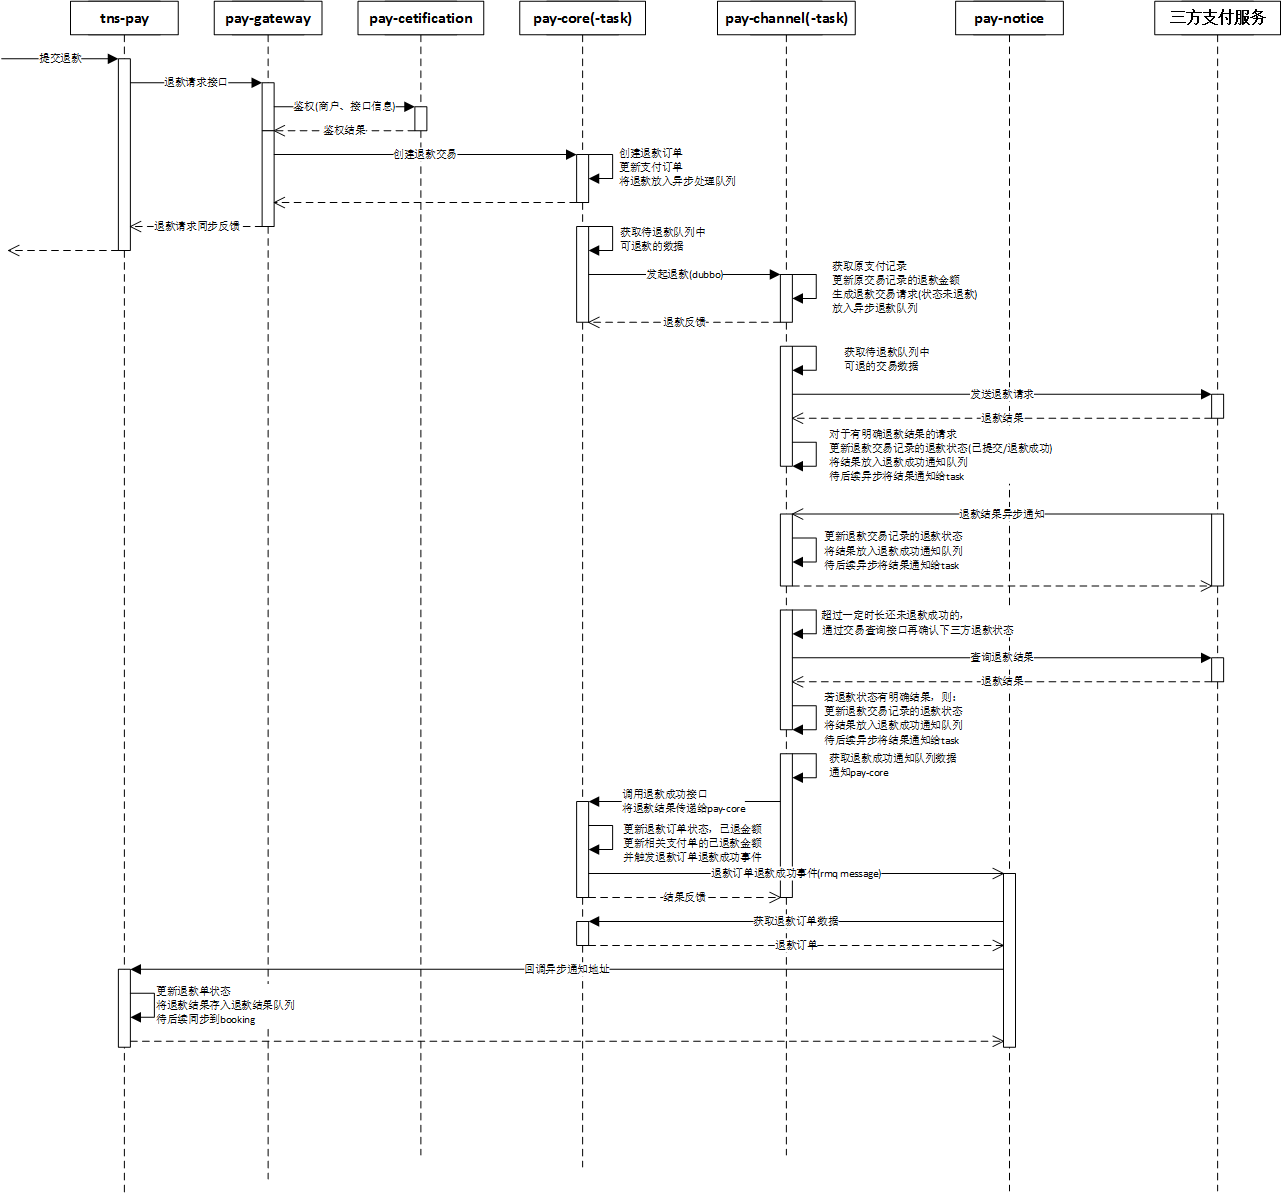 tns-pay
pay-gateway
pay-cetification
pay-core(-task)
pay-channel(-task)
pay-notice
三方支付服务
提交退款
退款请求接口
鉴权(商户、接口信息)
鉴权结果
创建退款交易
创建退款订单
更新支付订单
将退款放入异步处理队列
退款请求同步反馈
获取待退款队列中
可退款的数据
发起退款(dubbo)
获取原支付记录
更新原交易记录的退款金额
生成退款交易请求(状态未退款)
放入异步退款队列
退款反馈
获取待退款队列中
可退的交易数据
发送退款请求
退款结果
对于有明确退款结果的请求
更新退款交易记录的退款状态(已提交/退款成功)
将结果放入退款成功通知队列
待后续异步将结果通知给task
退款结果异步通知
更新退款交易记录的退款状态
将结果放入退款成功通知队列
待后续异步将结果通知给task
超过一定时长还未退款成功的，
通过交易查询接口再确认下三方退款状态
查询退款结果
退款结果
若退款状态有明确结果，则：
更新退款交易记录的退款状态
将结果放入退款成功通知队列
待后续异步将结果通知给task
获取退款成功通知队列数据
通知pay-core
调用退款成功接口
将退款结果传递给pay-core
更新退款订单状态，已退金额
更新相关支付单的已退款金额
并触发退款订单退款成功事件
退款订单退款成功事件(rmq message)
结果反馈
获取退款订单数据
退款订单
回调异步通知地址
更新退款单状态
将退款结果存入退款结果队列
待后续同步到booking